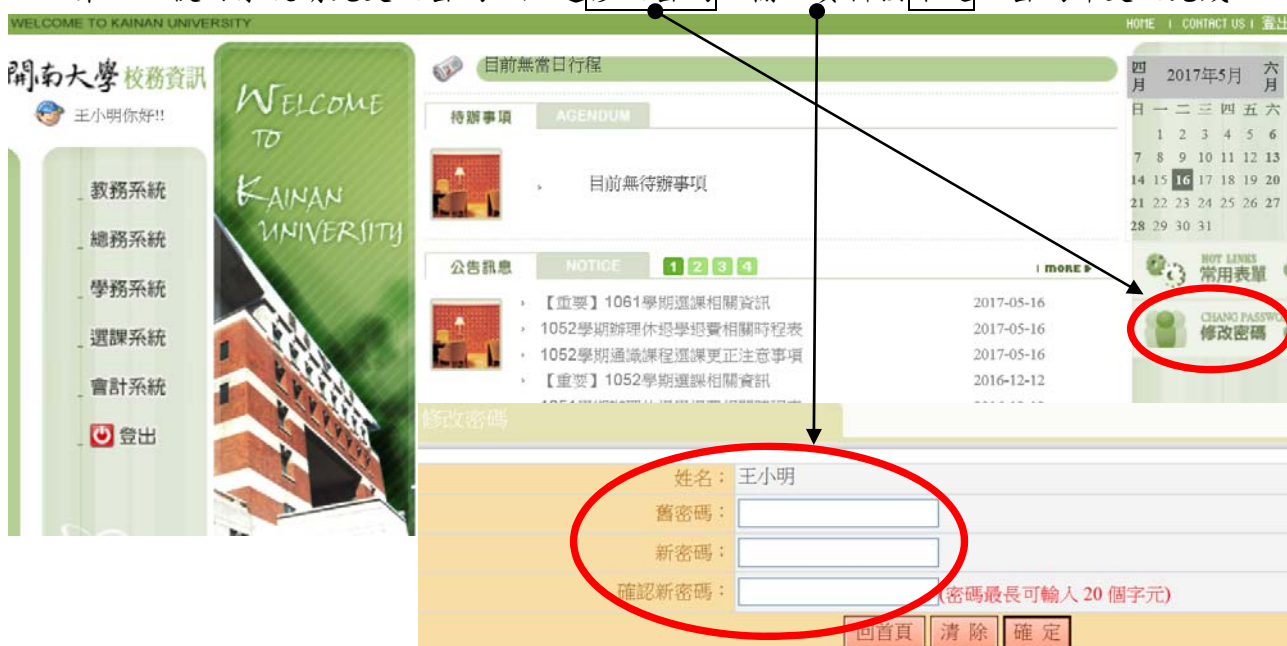 WELCOME TO KAINAN UNIVERSITY
HOME | CONTACT US |
開南大學校務資訊
王小明你好!!
教務系統
總務系統
學務系統
選課系統
會計系統
登出
WELCOME
TO
KAINAN
UNIVERSITY
目前無當日行程
待辦事項 AGENDUM
目前無待辦事項
公告訊息 NOTICE 1 2 3 4 MORE
【重要】1061學期選課相關資訊 2017-05-16
1052學期辦理休退學退費相關時程表 2017-05-16
1052學期通識課程選課更正注意事項 2017-05-16
【重要】1052學期選課相關資訊 2016-12-12
四月 2017年5月 六月
日 一 二 三 四 五 六
1 2 3 4 5 6
7 8 9 10 11 12 13
14 15 16 17 18 19 20
21 22 23 24 25 26 27
28 29 30 31
HOT LINKS
常用表單
CHANG PASSWO
修改密碼
修改密碼
姓名：王小明
舊密碼：
新密碼：
確認新密碼： (密碼最長可輸入 20 個字元)
回首頁 清 除 確 定